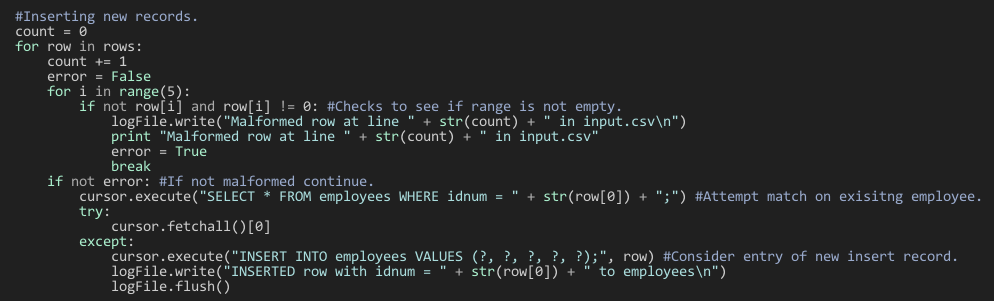 #Inserting new records.
count = 0
for row in rows:
    count += 1
    error = False
    for i in range(5):
        if not row[i] and row[i] != 0: #Checks to see if range is not empty.
            logFile.write("Malformed row at line " + str(count) + " in input.csv\n")
            print "Malformed row at line " + str(count) + " in input.csv"
            error = True
            break
    if not error: #If not malformed continue.
        cursor.execute("SELECT * FROM employees WHERE idnum = " + str(row[0]) + ";") #Attempt match on exisitng employee.
        try:
            cursor.fetchall()[0]
        except:
            cursor.execute("INSERT INTO employees VALUES (?, ?, ?, ?, ?);", row) #Consider entry of new insert record.
            logFile.write("INSERTED row with idnum = " + str(row[0]) + " to employees\n")
            logFile.flush()